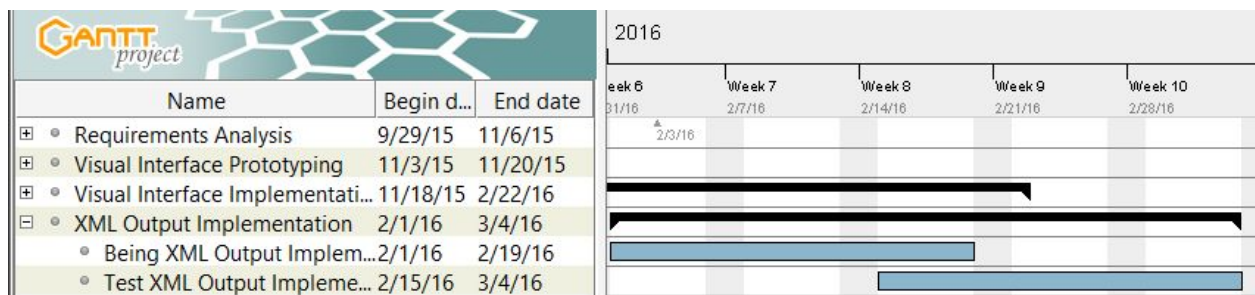 GANTT
project
2016
eek 6 Week 7 Week 8 Week 9 Week 10
31/16 2/7/16 2/14/16 2/21/16 2/28/16
Name Begin d... End date
2/3/16
Requirements Analysis 9/29/15 11/6/15
Visual Interface Prototyping 11/3/15 11/20/15
Visual Interface Implementati... 11/18/15 2/22/16
XML Output Implementation 2/1/16 3/4/16
Being XML Output Implem... 2/1/16 2/19/16
Test XML Output Impleme... 2/15/16 3/4/16